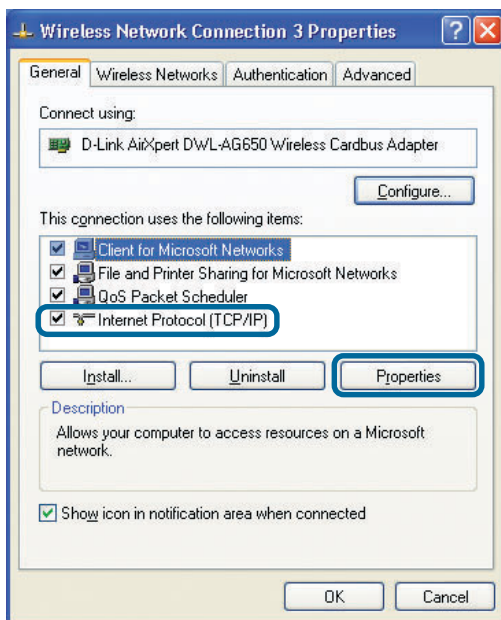 Wireless Network Connection 3 Properties
General Wireless Networks Authentication Advanced
Connect using:
D-Link AirXpert DWL-AG650 Wireless Cardbus Adapter
Configure...
This connection uses the following items:
Client for Microsoft Networks
File and Printer Sharing for Microsoft Networks
QoS Packet Scheduler
Internet Protocol (TCP/IP)
Install... Uninstall Properties
Description
Allows your computer to access resources on a Microsoft
network.
Show icon in notification area when connected
OK Cancel